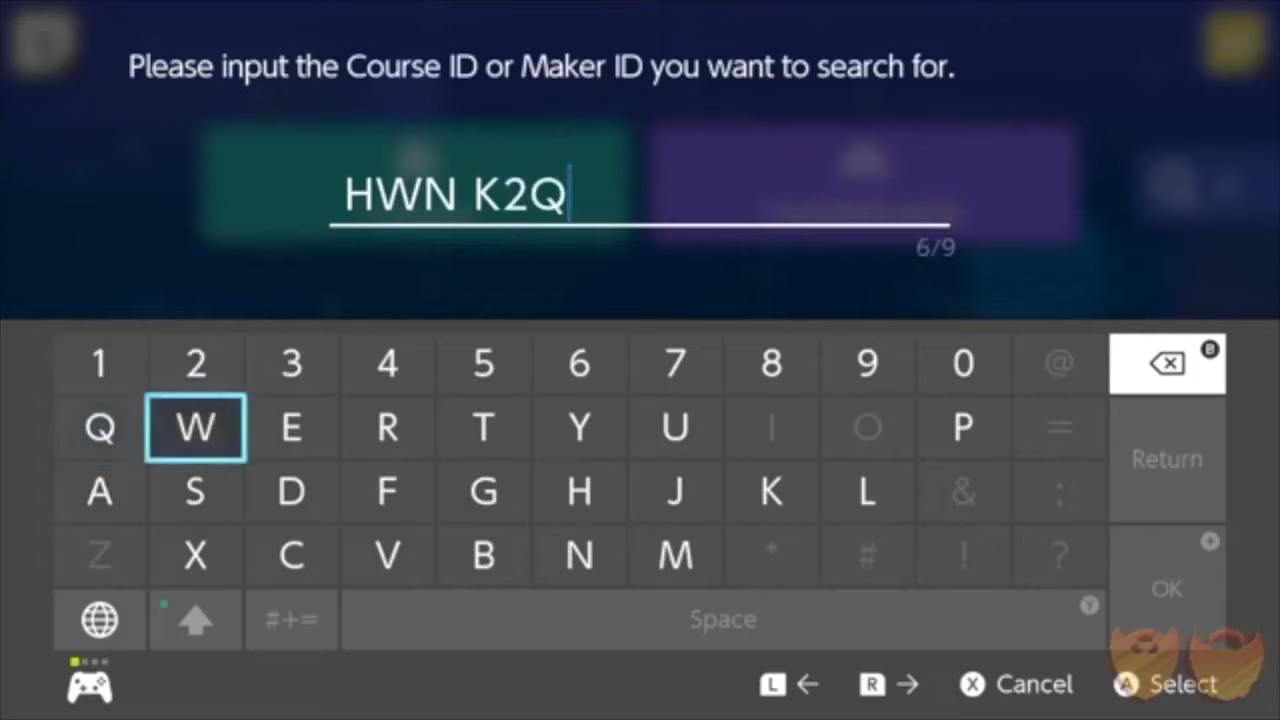 Please input the Course ID or Maker ID you want to search for.
HWN K2Q
6/9
1 2 3 4 5 6 7 8 9 0 @
B
Q W E R T Y U I O P =
Return
A S D F G H J K L & ;
Z X C V B N M * # ! ?
+
OK
#+= Space Y
L ← R → X Cancel A Select